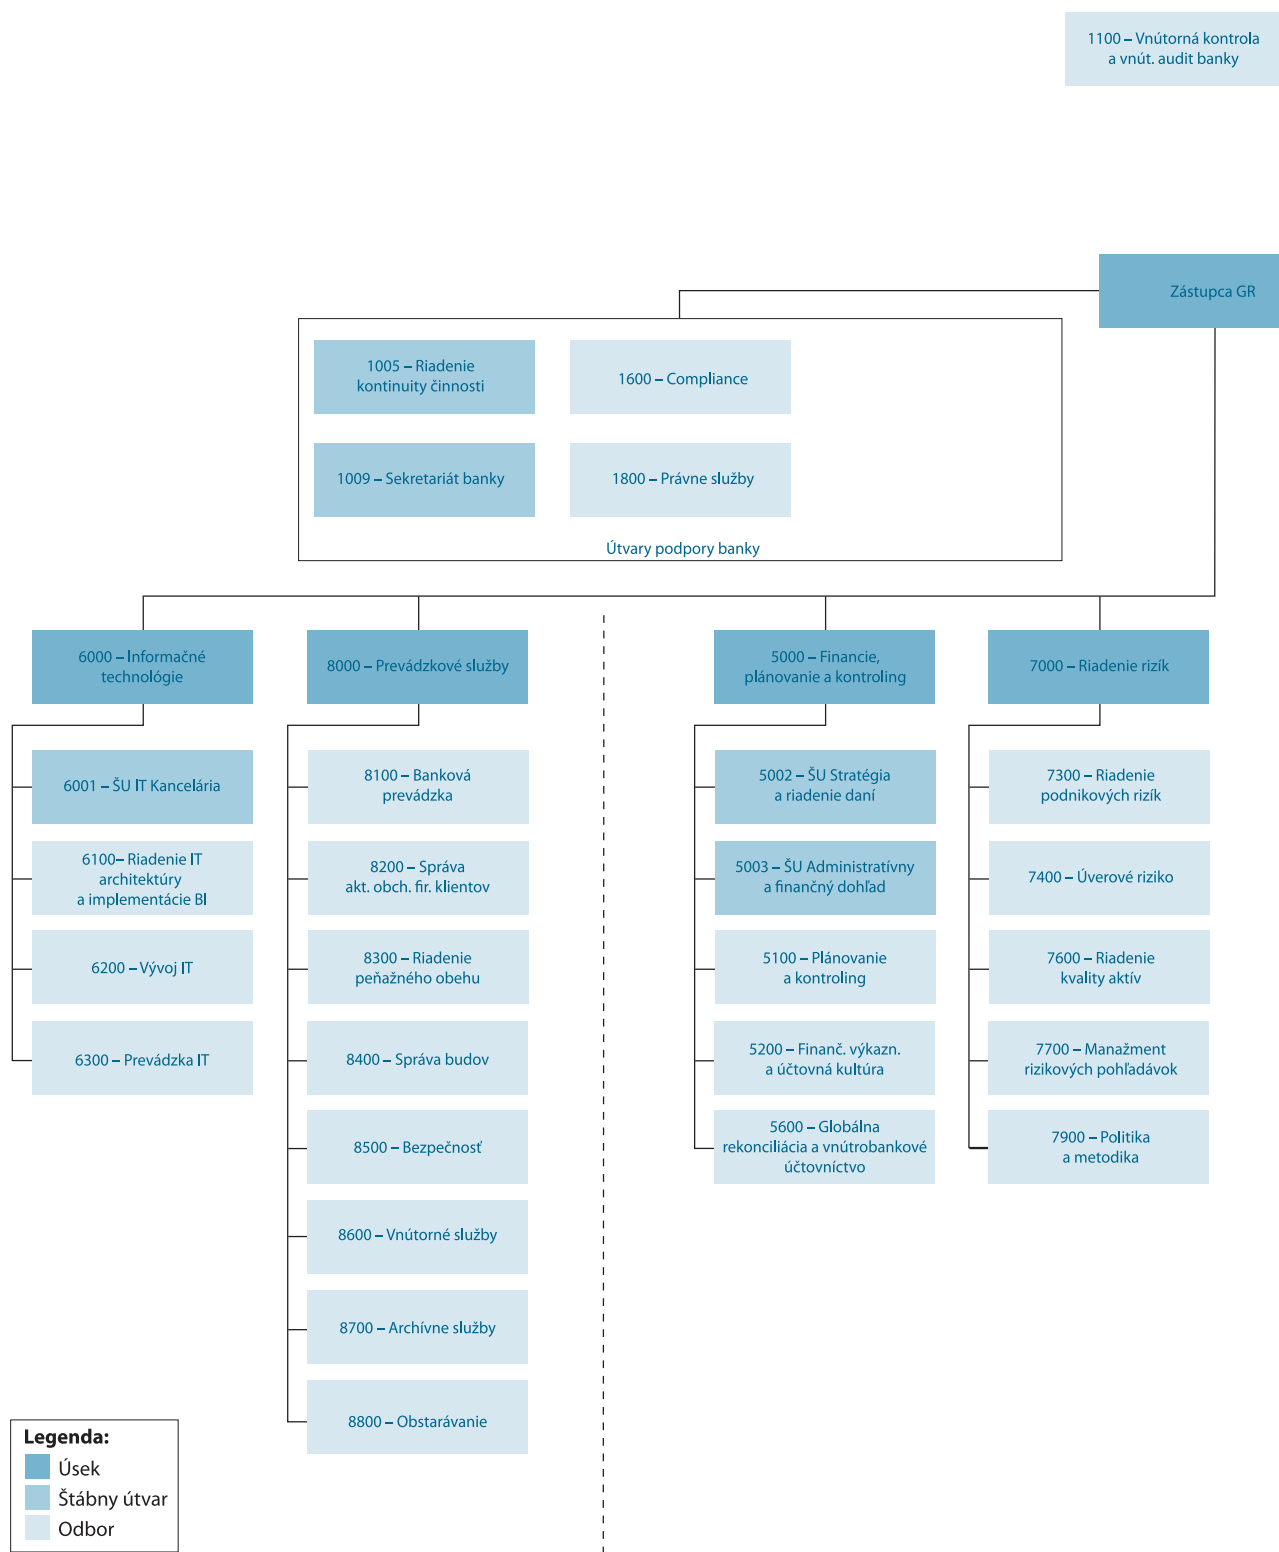 1100 – Vnútorná kontrola
a vnút. audit banky
Zástupca GR
1005 – Riadenie
kontinuity činnosti
1600 – Compliance
1009 – Sekretariát banky
1800 – Právne služby
Útvary podpory banky
6000 – Informačné
technológie
8000 – Prevádzkové služby
5000 – Financie,
plánovanie a kontroling
7000 – Riadenie rizík
6001 – ŠU IT Kancelária
6100– Riadenie IT
architektúry
a implementácie BI
6200 – Vývoj IT
6300 – Prevádzka IT
8100 – Banková
prevádzka
8200 – Správa
akt. obch. fir. klientov
8300 – Riadenie
peňažného obehu
8400 – Správa budov
8500 – Bezpečnosť
8600 – Vnútorné služby
8700 – Archívne služby
8800 – Obstarávanie
5002 – ŠU Stratégia
a riadenie daní
5003 – ŠU Administratívny
a finančný dohľad
5100 – Plánovanie
a kontroling
5200 – Finanč. výkazn.
a účtovná kultúra
5600 – Globálna
rekonciliácia a vnútrobankové
účtovníctvo
7300 – Riadenie
podnikových rizík
7400 – Úverové riziko
7600 – Riadenie
kvality aktív
7700 – Manažment
rizikových pohľadávok
7900 – Politika
a metodika
Legenda:
Úsek
Štábny útvar
Odbor